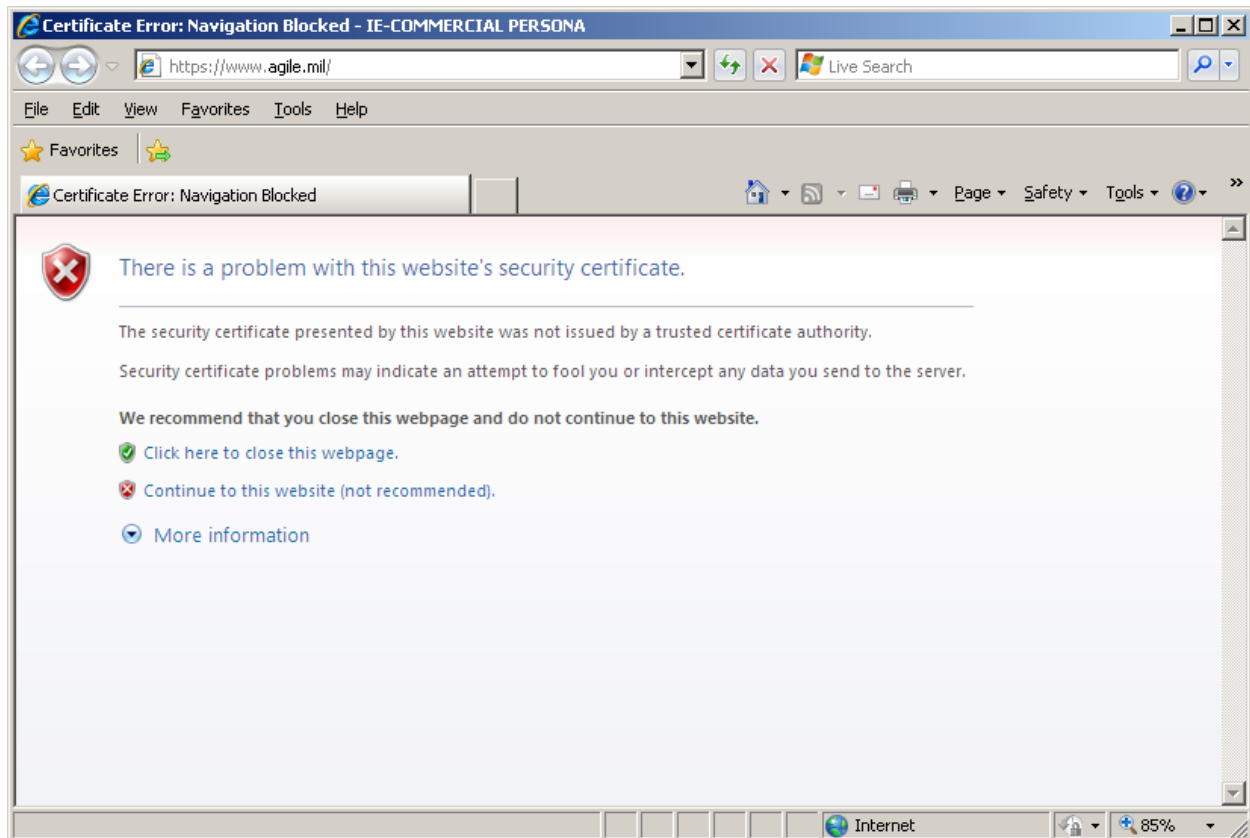 Certificate Error: Navigation Blocked - IE-COMMERCIAL PERSONA
https://www.agile.mil/
Live Search
File Edit View Favorites Tools Help
Favorites
Certificate Error: Navigation Blocked
Page Safety Tools »
There is a problem with this website's security certificate.
The security certificate presented by this website was not issued by a trusted certificate authority.
Security certificate problems may indicate an attempt to fool you or intercept any data you send to the server.
We recommend that you close this webpage and do not continue to this website.
Click here to close this webpage.
Continue to this website (not recommended).
More information
Internet 85%